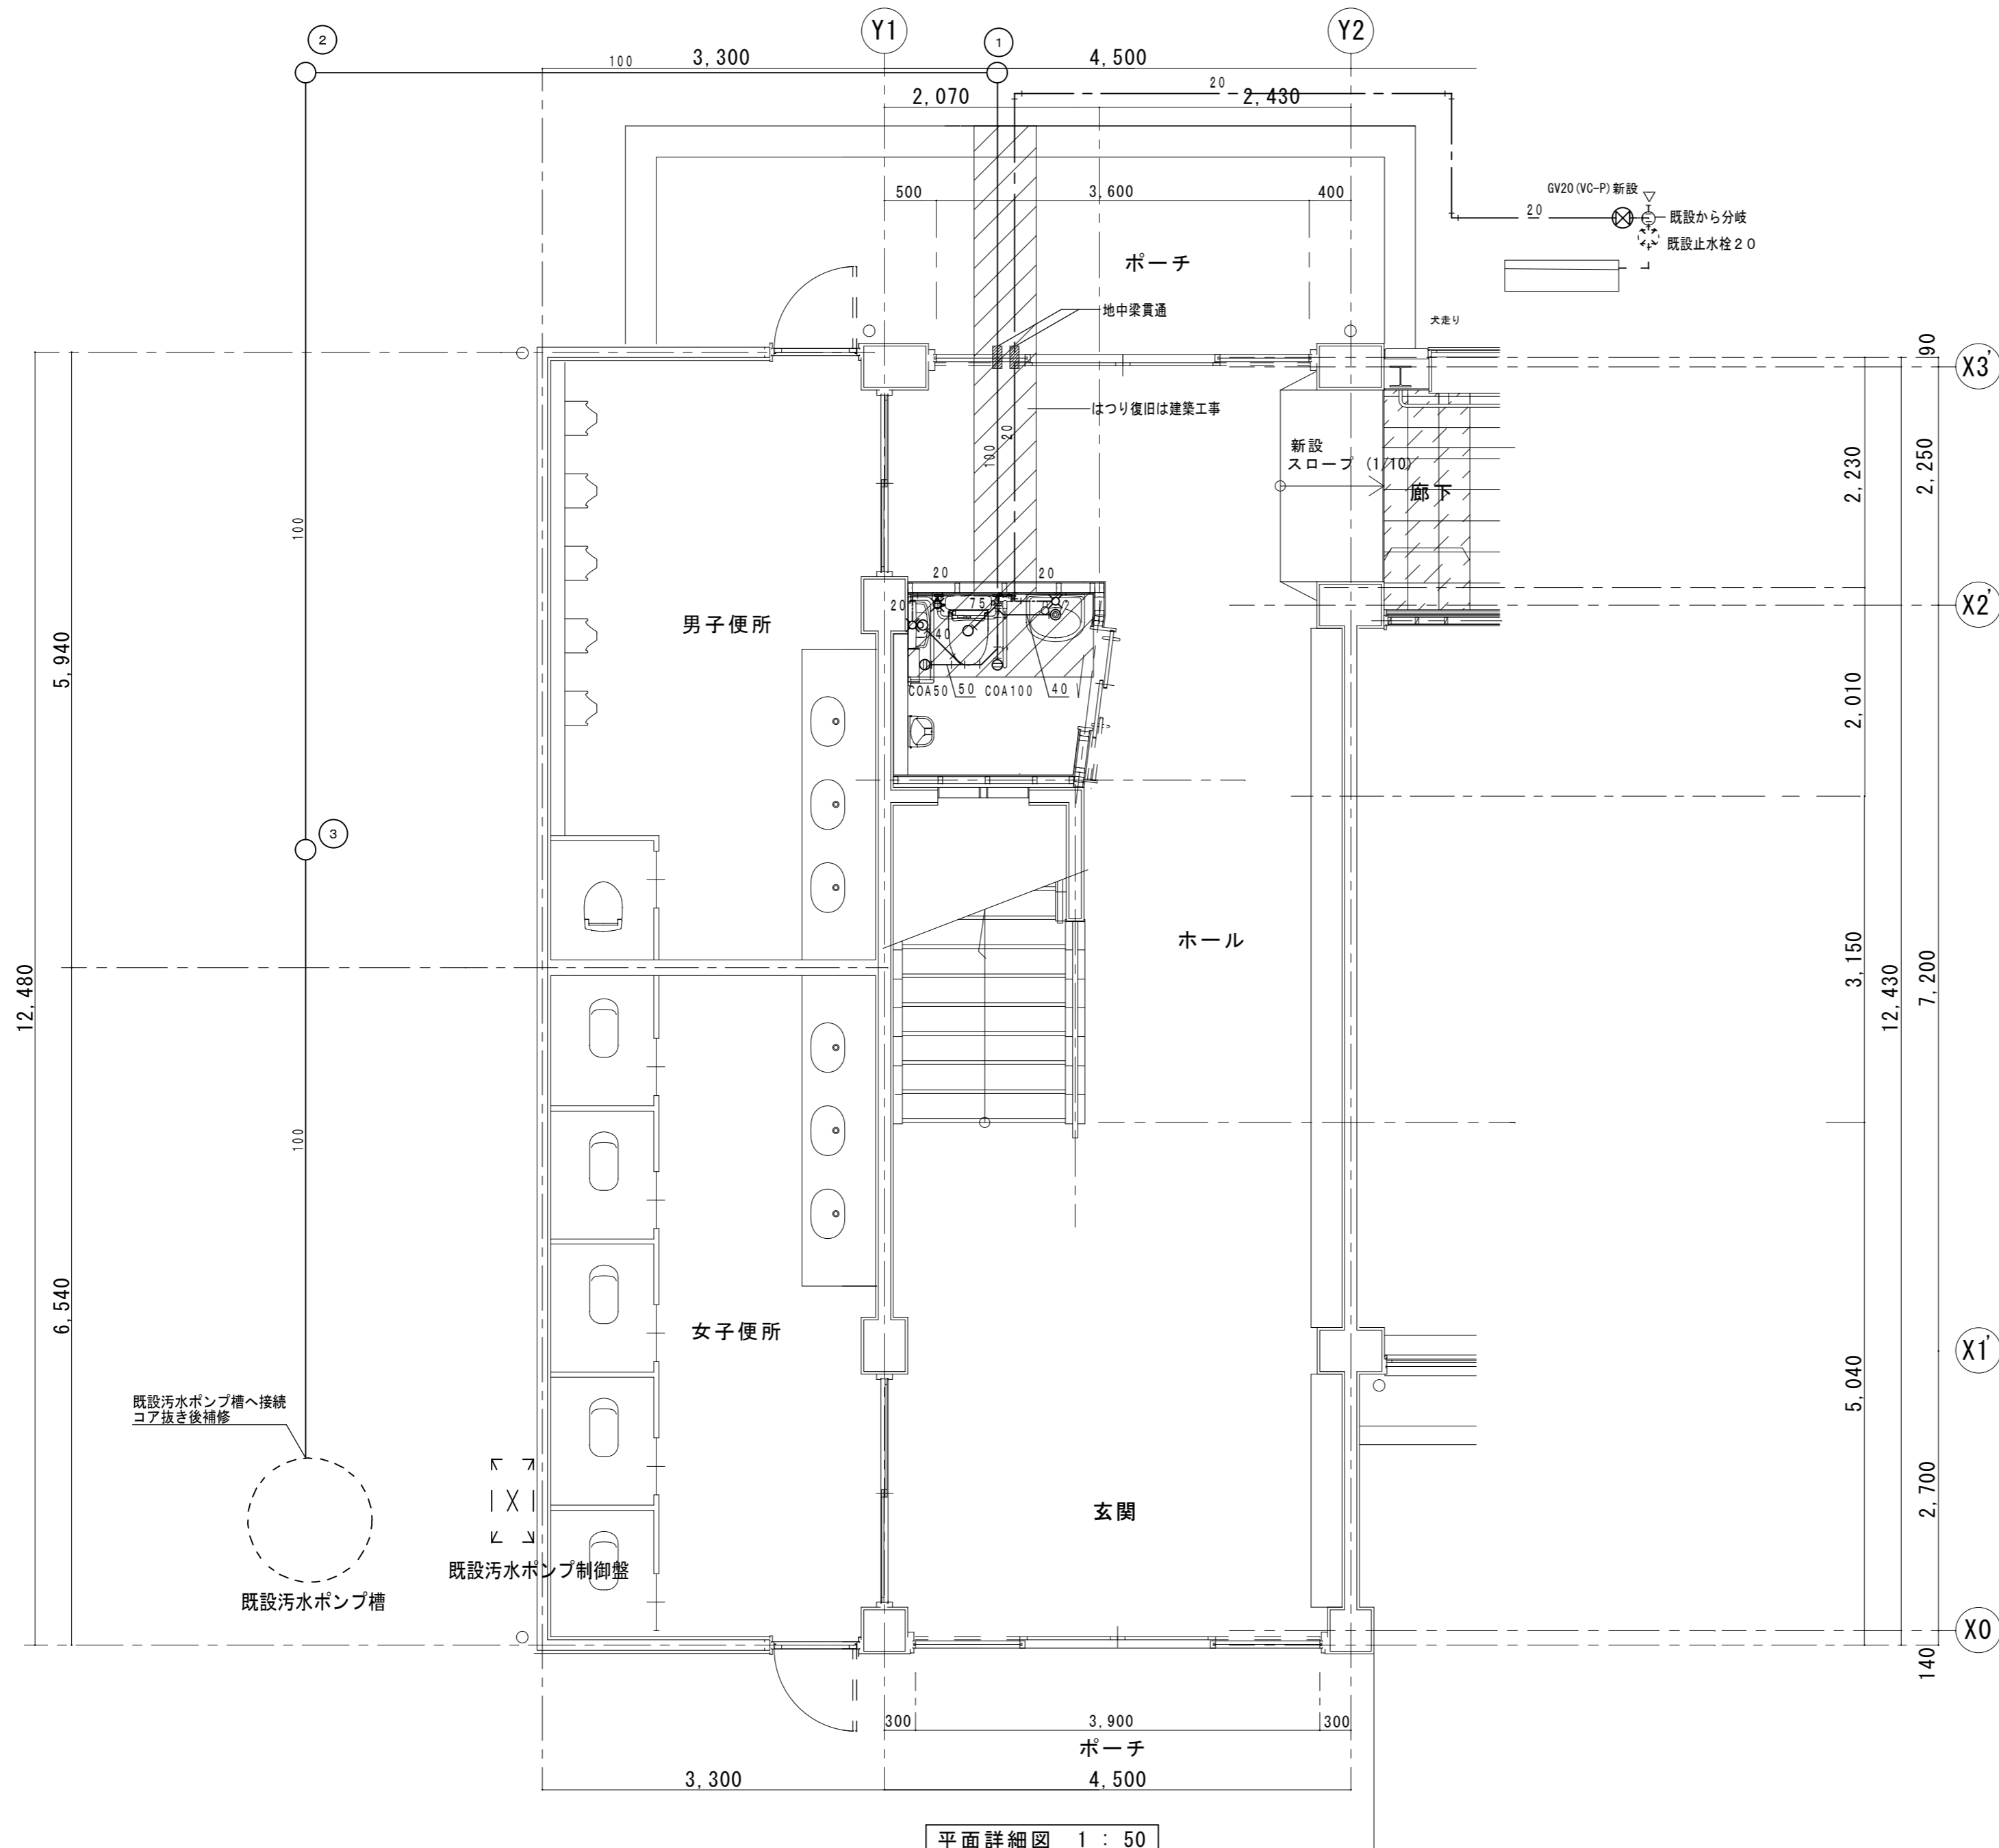 Y1
Y2
②
①
100
3,300
4,500
20
2,070
2,430
500
3,600
400
GV20(VC-P)新設
20
既設から分岐
既設止水栓20
ポーチ
地中梁貫通
犬走り
90
X3'
はつり復旧は建築工事
100
20
新設
スロープ (1/10)
廊下
2,230
2,250
100
20
20
20
75
X2'
男子便所
40
COA50
50
COA100
40
5,940
2,010
③
ホール
12,480
3,150
12,430
7,200
100
6,540
女子便所
X1'
5,040
既設汚水ポンプ槽へ接続
コア抜き後補修
2,700
玄関
既設汚水ポンプ制御盤
既設汚水ポンプ槽
X0
140
300
3,900
300
ポーチ
3,300
4,500
平面詳細図 1 : 50